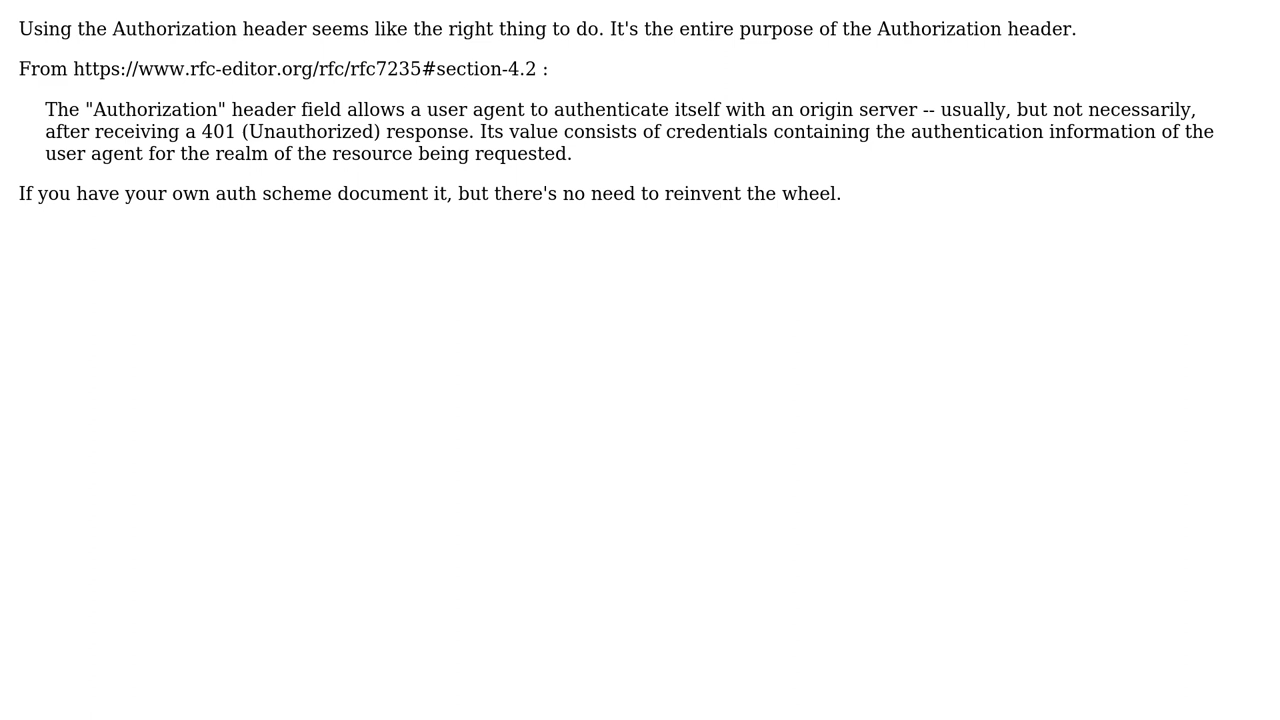 Using the Authorization header seems like the right thing to do. It's the entire purpose of the Authorization header.
From https://www.rfc-editor.org/rfc/rfc7235#section-4.2 :
The "Authorization" header field allows a user agent to authenticate itself with an origin server -- usually, but not necessarily,
after receiving a 401 (Unauthorized) response. Its value consists of credentials containing the authentication information of the
user agent for the realm of the resource being requested.
If you have your own auth scheme document it, but there's no need to reinvent the wheel.